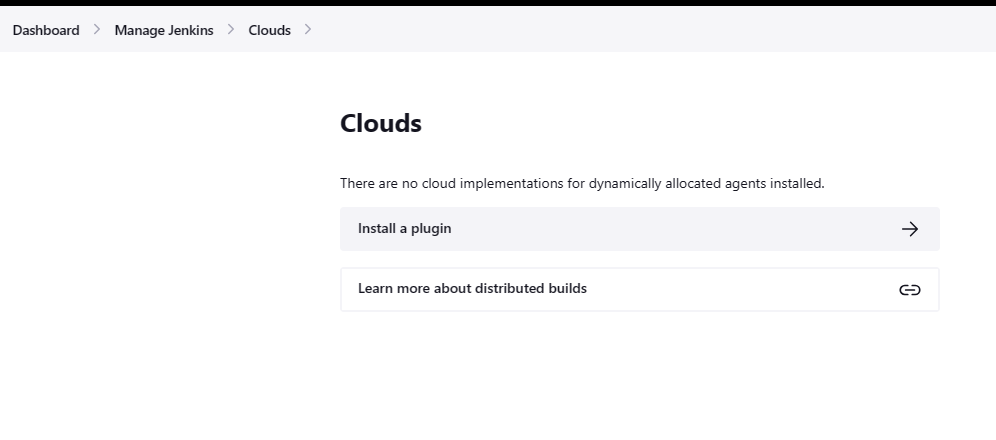 Dashboard > Manage Jenkins > Clouds >
Clouds
There are no cloud implementations for dynamically allocated agents installed.
Install a plugin
Learn more about distributed builds